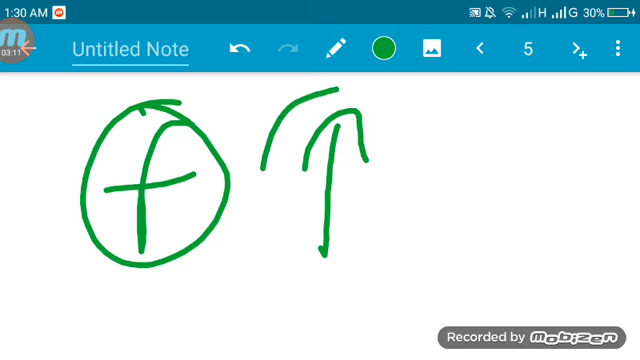 1:30 AM H G 30%
03:11 Untitled Note 5
f
Recorded by mobizen